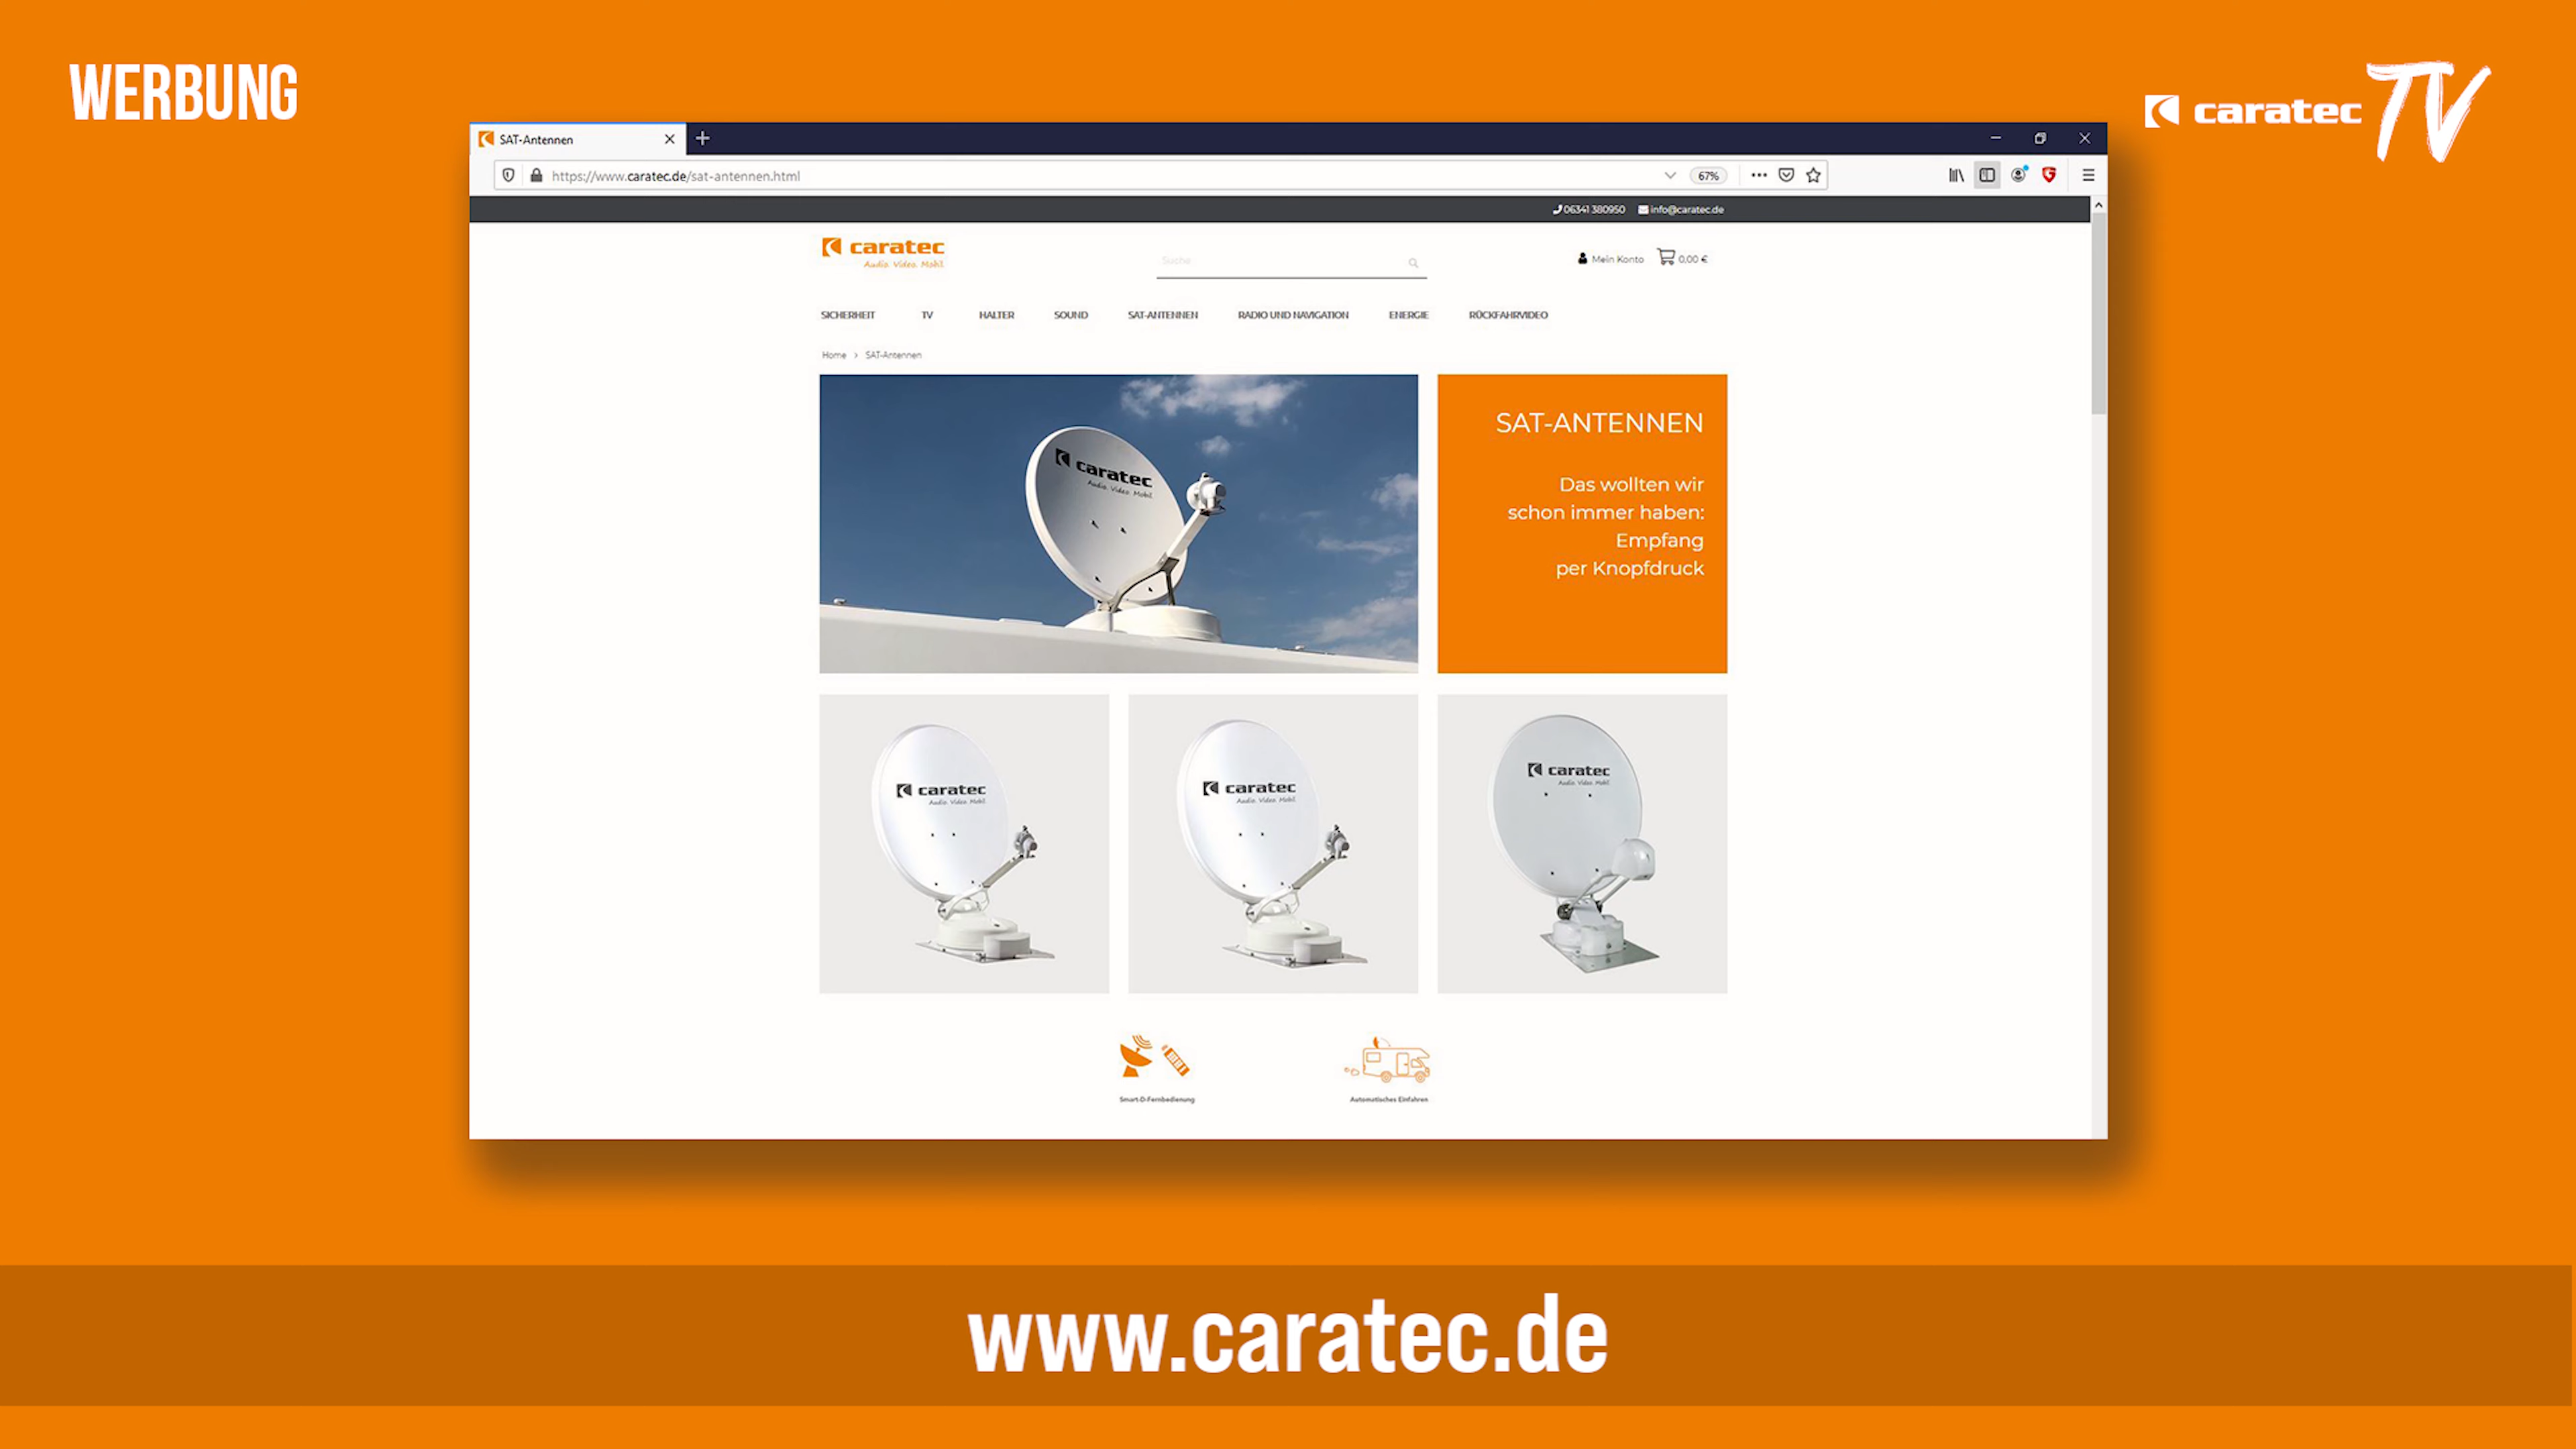 WERBUNG
caratec TV
SAT-Antennen
https://www.caratec.de/sat-antennen.html
67%
06341 380950 info@caratec.de
caratec
Audio. Video. Mobil.
Suche
Mein Konto 0,00 €
SICHERHEIT TV HALTER SOUND SAT-ANTENNEN RADIO UND NAVIGATION ENERGIE RÜCKFAHRVIDEO
Home > SAT-Antennen
caratec
Audio. Video. Mobil.
SAT-ANTENNEN
Das wollten wir
schon immer haben:
Empfang
per Knopfdruck
caratec
Audio. Video. Mobil.
caratec
Audio. Video. Mobil.
caratec
Audio. Video. Mobil.
Smart-D-Fernbedienung
Automatisches Einfahren
www.caratec.de